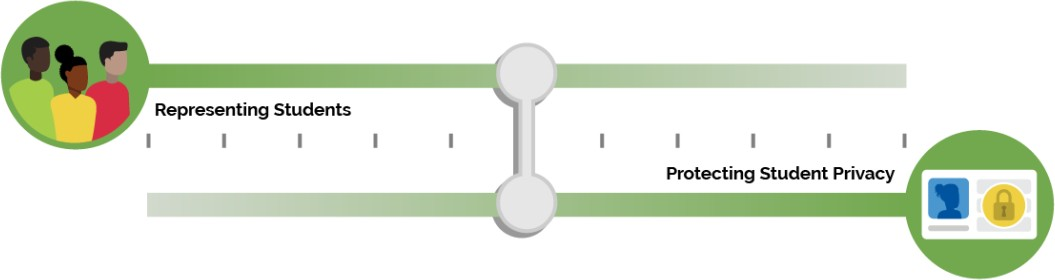 Representing Students
Protecting Student Privacy